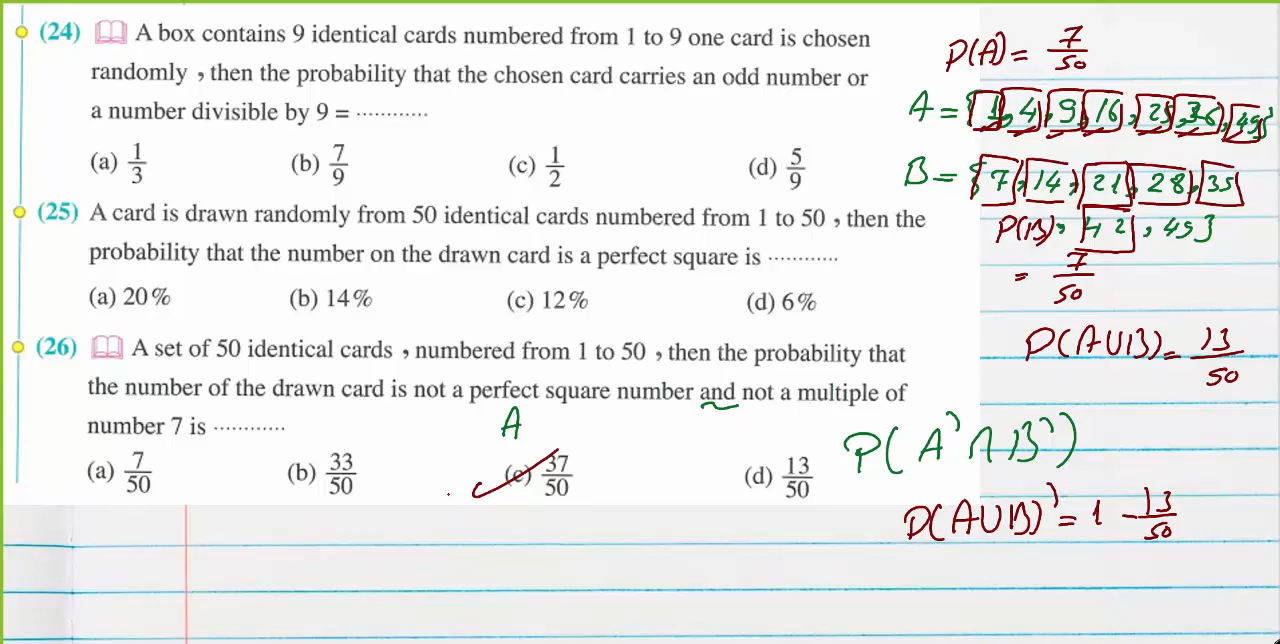 (24) A box contains 9 identical cards numbered from 1 to 9 one card is chosen
randomly , then the probability that the chosen card carries an odd number or
a number divisible by 9 = ............
(a) 1/3 (b) 7/9 (c) 1/2 (d) 5/9
(25) A card is drawn randomly from 50 identical cards numbered from 1 to 50 , then the
probability that the number on the drawn card is a perfect square is ............
(a) 20% (b) 14% (c) 12% (d) 6%
(26) A set of 50 identical cards , numbered from 1 to 50 , then the probability that
the number of the drawn card is not a perfect square number and not a multiple of
number 7 is ............
A
(a) 7/50 (b) 33/50 (c) 37/50 (d) 13/50
P(A) = 7/50
A = {1, 4, 9, 16, 25, 36, 49}
B = {7, 14, 21, 28, 35
, 42, 49}
P(B)
= 7/50
P(A∪B) = 13/50
P(A' ∩ B')
P(A∪B)' = 1 - 13/50